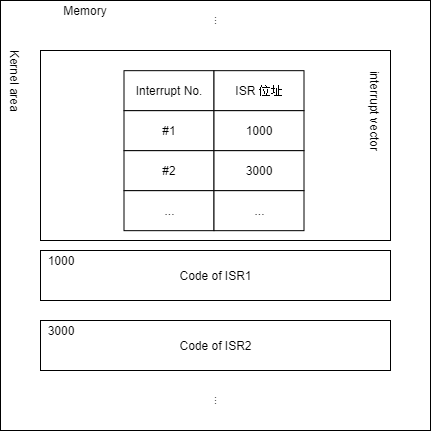 Memory
⋮
Kernel area
interrupt vector
Interrupt No. ISR 位址
#1 1000
#2 3000
... ...
1000
Code of ISR1
3000
Code of ISR2
⋮